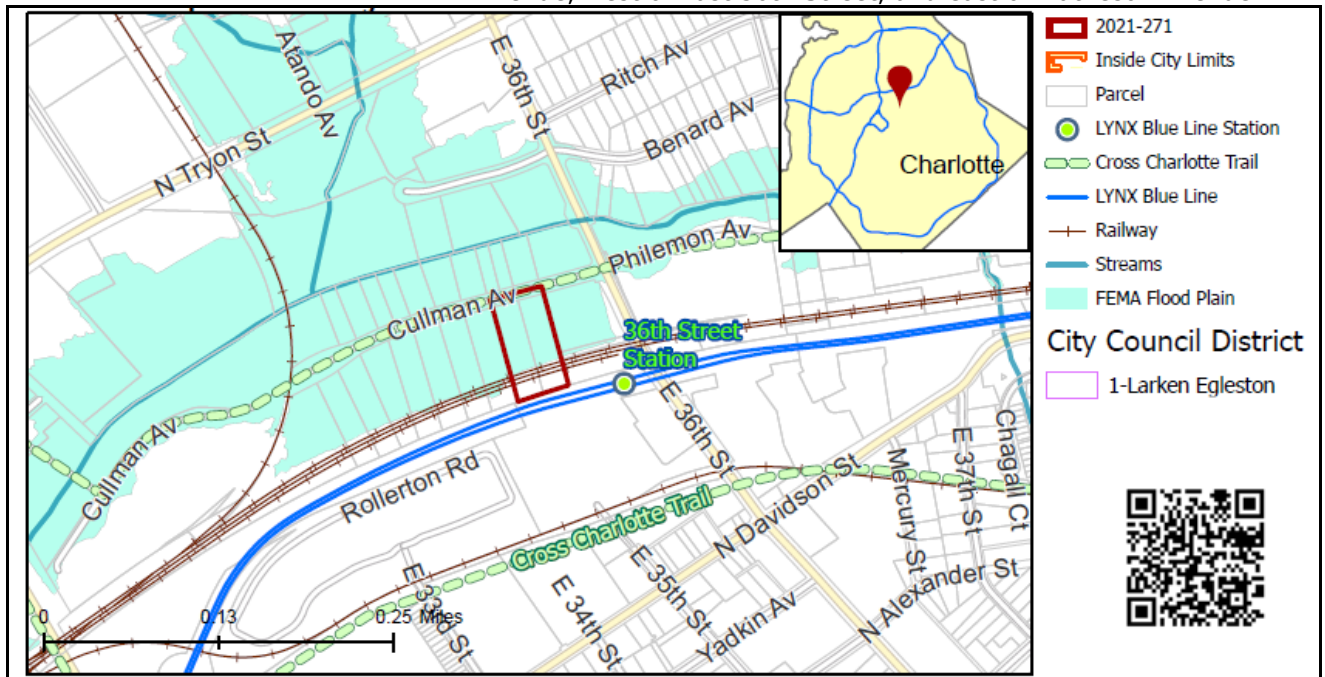 Atando Av
E 36th St
Ritch Av
Benard Av
N Tryon St
Charlotte
Philemon Av
Cullman Av
36th Street
Station
Cullman Av
E 36th St
Rollerton Rd
Cross Charlotte Trail
N Davidson St
Mercury St
E 37th St
Chagall Ct
E 33rd St
E 34th St
E 35th St
Yadkin Av
N Alexander St
0 0.13 0.25 Miles
2021-271
Inside City Limits
Parcel
LYNX Blue Line Station
Cross Charlotte Trail
LYNX Blue Line
Railway
Streams
FEMA Flood Plain
City Council District
1-Larken Egleston